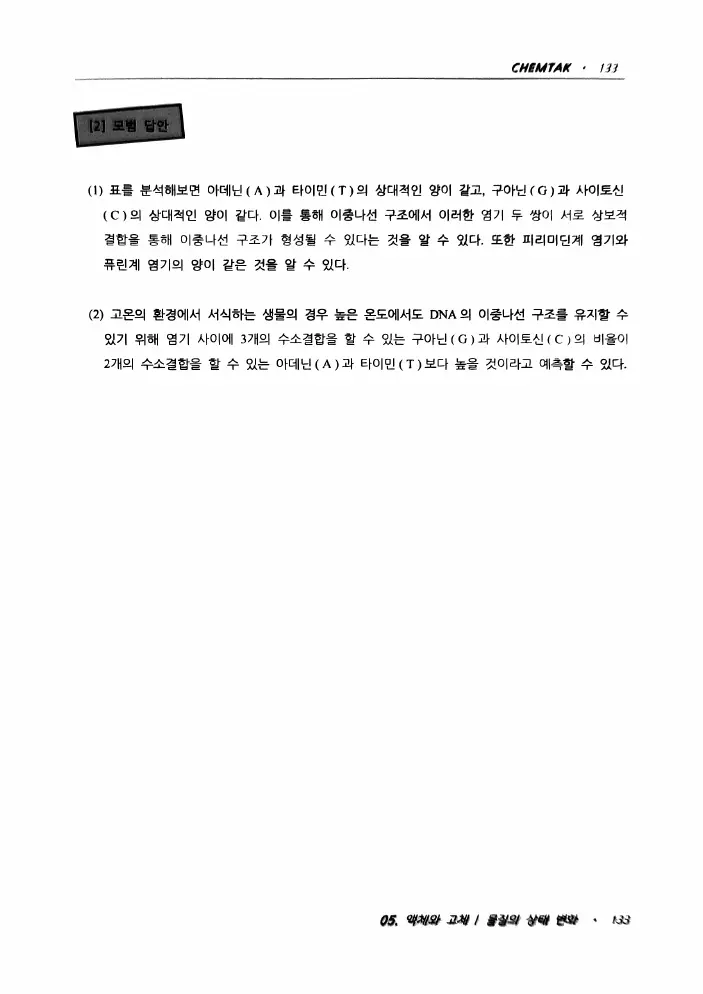 CHEMTAK • 133
[2] 모범 답안
(1) 표를 분석해보면 아데닌 ( A ) 과 타이민 ( T ) 의 상대적인 양이 같고, 구아닌 ( G ) 과 사이토신
( C ) 의 상대적인 양이 같다. 이를 통해 이중나선 구조에서 이러한 염기 두 쌍이 서로 상보적
결합을 통해 이중나선 구조가 형성될 수 있다는 것을 알 수 있다. 또한 피리미딘계 염기와
퓨린계 염기의 양이 같은 것을 알 수 있다.
(2) 고온의 환경에서 서식하는 생물의 경우 높은 온도에서도 DNA 의 이중나선 구조를 유지할 수
있기 위해 염기 사이에 3개의 수소결합을 할 수 있는 구아닌 ( G ) 과 사이토신 ( C ) 의 비율이
2개의 수소결합을 할 수 있는 아데닌 ( A ) 과 타이민 ( T ) 보다 높을 것이라고 예측할 수 있다.
05. 액체와 고체 / 물질의 상태 변화 • 133